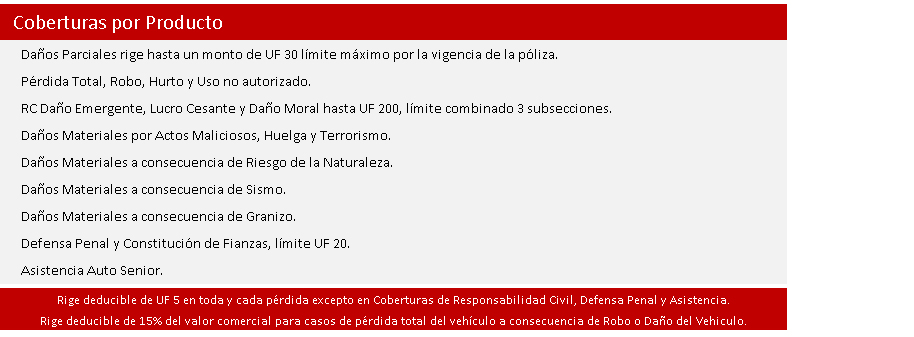 Coberturas por Producto
Daños Parciales rige hasta un monto de UF 30 límite máximo por la vigencia de la póliza.
Pérdida Total, Robo, Hurto y Uso no autorizado.
RC Daño Emergente, Lucro Cesante y Daño Moral hasta UF 200, límite combinado 3 subsecciones.
Daños Materiales por Actos Maliciosos, Huelga y Terrorismo.
Daños Materiales a consecuencia de Riesgo de la Naturaleza.
Daños Materiales a consecuencia de Sismo.
Daños Materiales a consecuencia de Granizo.
Defensa Penal y Constitución de Fianzas, límite UF 20.
Asistencia Auto Senior.
Rige deducible de UF 5 en toda y cada pérdida excepto en Coberturas de Responsabilidad Civil, Defensa Penal y Asistencia.
Rige deducible de 15% del valor comercial para casos de pérdida total del vehículo a consecuencia de Robo o Daño del Vehiculo.